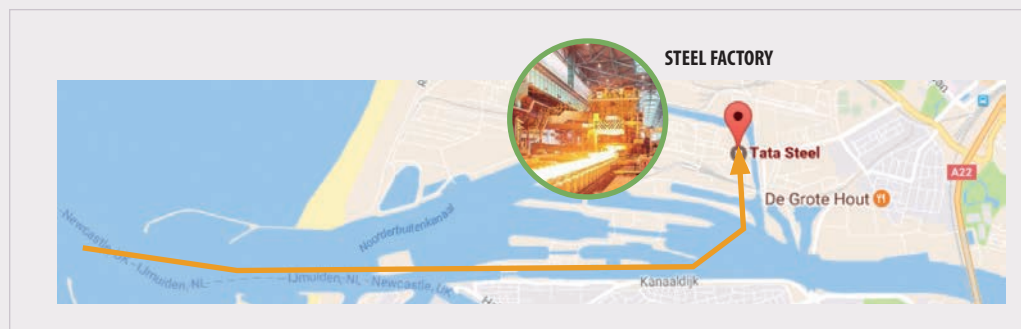 STEEL FACTORY
Tata Steel
A22
De Grote Hout
Noorderbuitenkanaal
Newcastle, UK - IJmuiden, NL
IJmuiden, NL - Newcastle, UK
Kanaaldijk